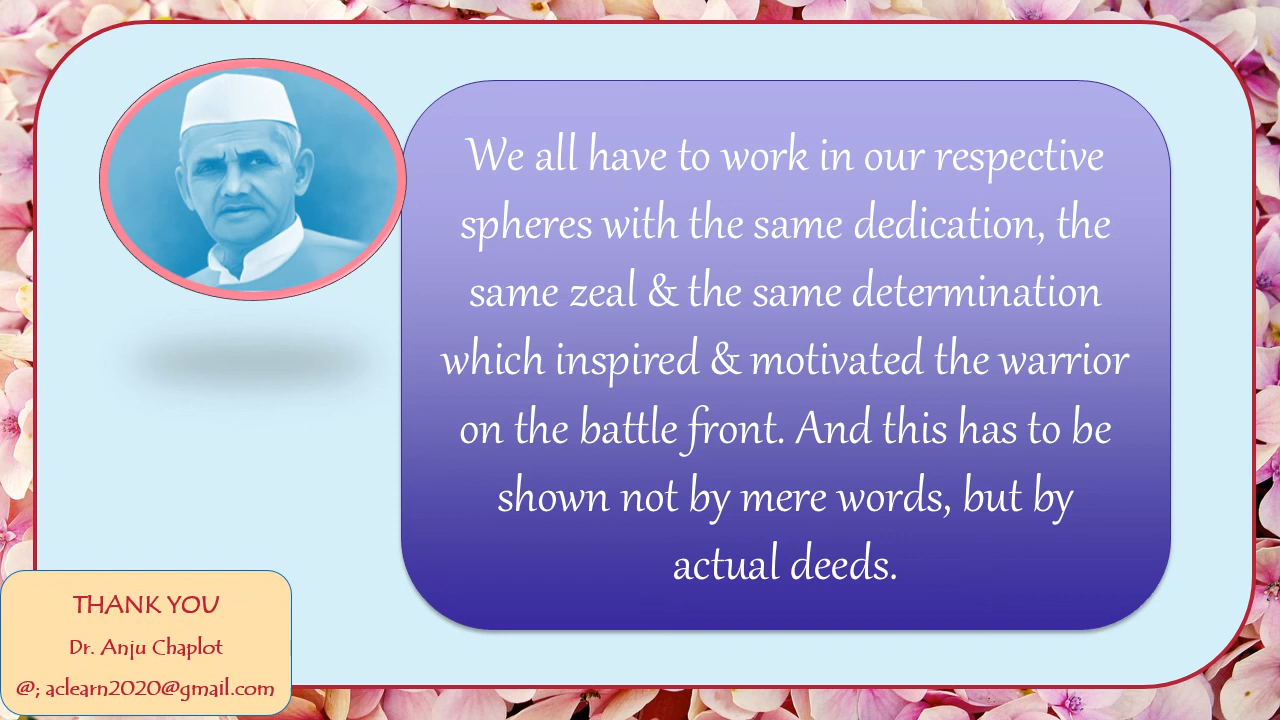 We all have to work in our respective
spheres with the same dedication, the
same zeal & the same determination
which inspired & motivated the warrior
on the battle front. And this has to be
shown not by mere words, but by
actual deeds.
THANK YOU
Dr. Anju Chaplot
@; aclearn2020@gmail.com